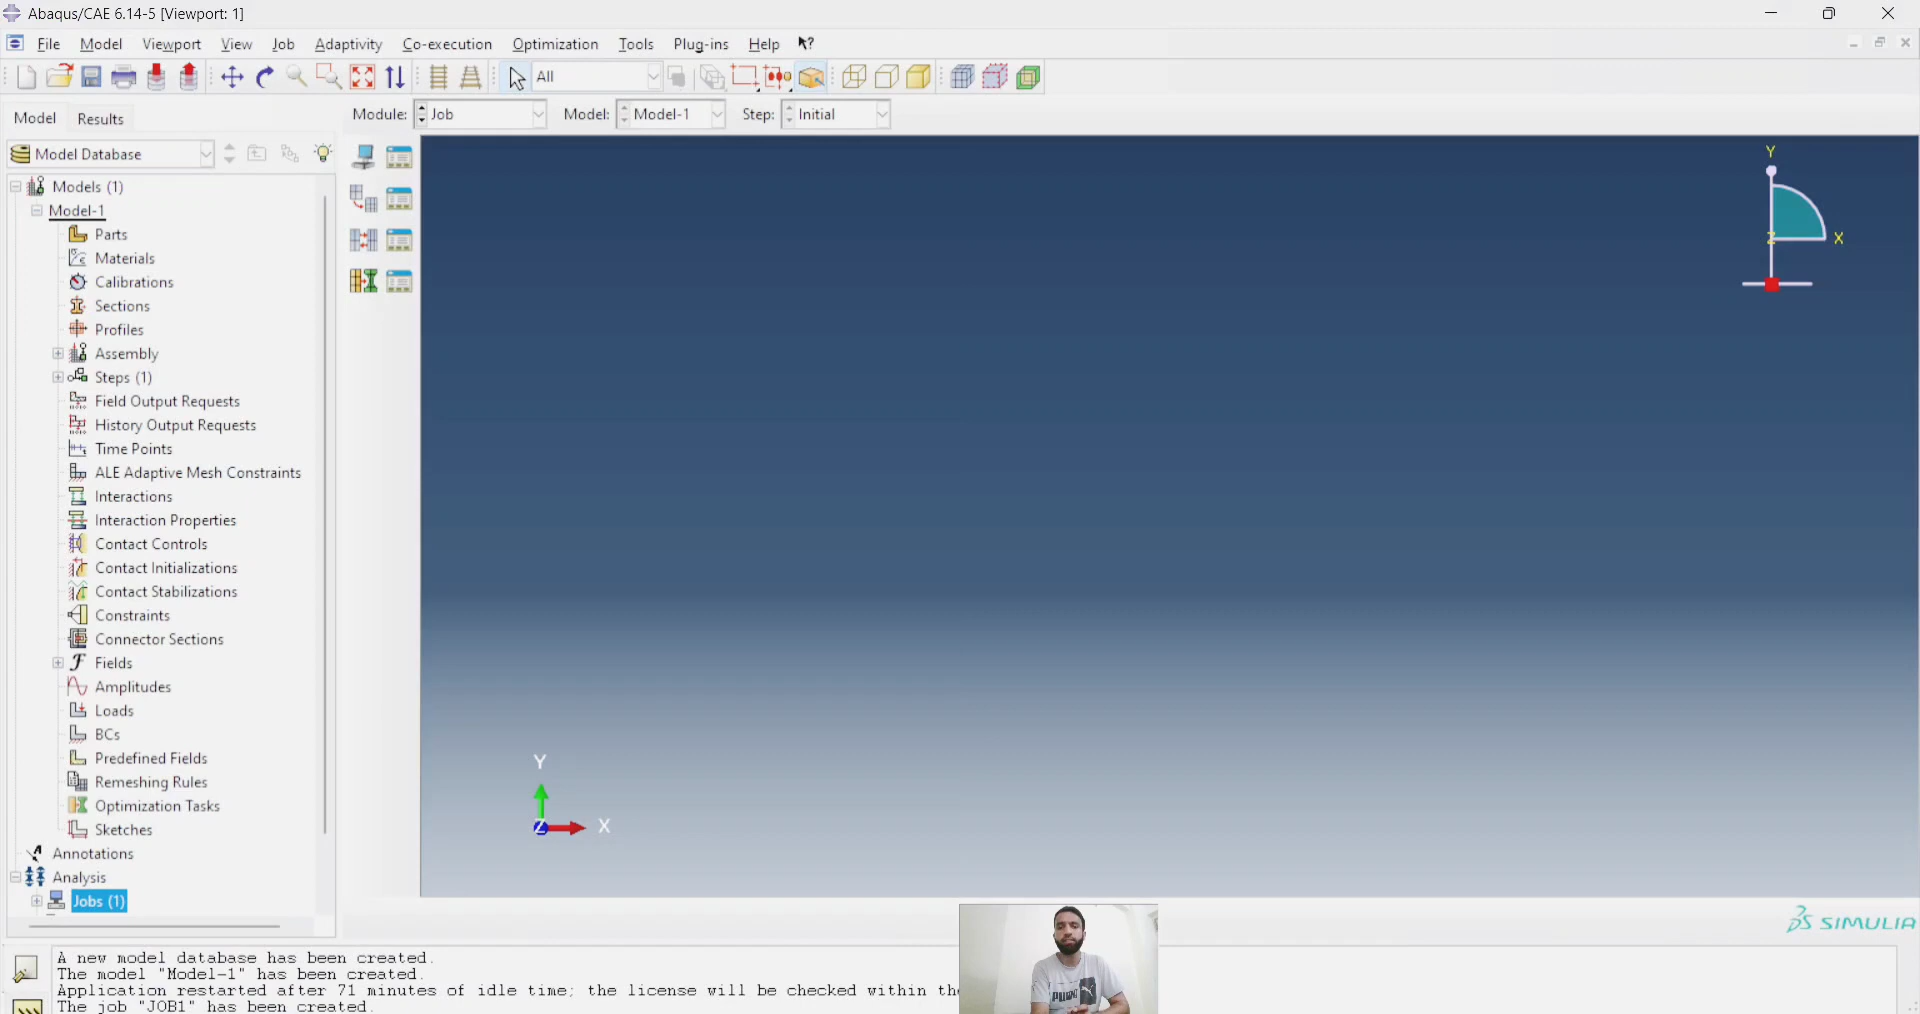 Abaqus/CAE 6.14-5 [Viewport: 1]
File Model Viewport View Job Adaptivity Co-execution Optimization Tools Plug-ins Help
All
Model Results
Module: Job Model: Model-1 Step: Initial
Model Database
Models (1)
Model-1
Parts
Materials
Calibrations
Sections
Profiles
Assembly
Steps (1)
Field Output Requests
History Output Requests
Time Points
ALE Adaptive Mesh Constraints
Interactions
Interaction Properties
Contact Controls
Contact Initializations
Contact Stabilizations
Constraints
Connector Sections
Fields
Amplitudes
Loads
BCs
Predefined Fields
Remeshing Rules
Optimization Tasks
Sketches
Annotations
Analysis
Jobs (1)
Y
Z X
Y
Z X
SIMULIA
A new model database has been created.
The model "Model-1" has been created.
Application restarted after 71 minutes of idle time; the license will be checked within
The job "JOB1" has been created.
PUMA